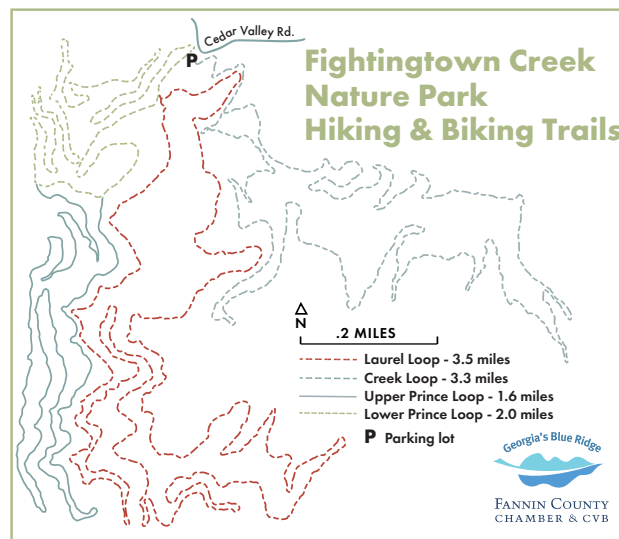 Cedar Valley Rd.
P
Fightingtown Creek
Nature Park
Hiking & Biking Trails
N
.2 MILES
Laurel Loop - 3.5 miles
Creek Loop - 3.3 miles
Upper Prince Loop - 1.6 miles
Lower Prince Loop - 2.0 miles
P Parking lot
Georgia's Blue Ridge
FANNIN COUNTY
CHAMBER & CVB